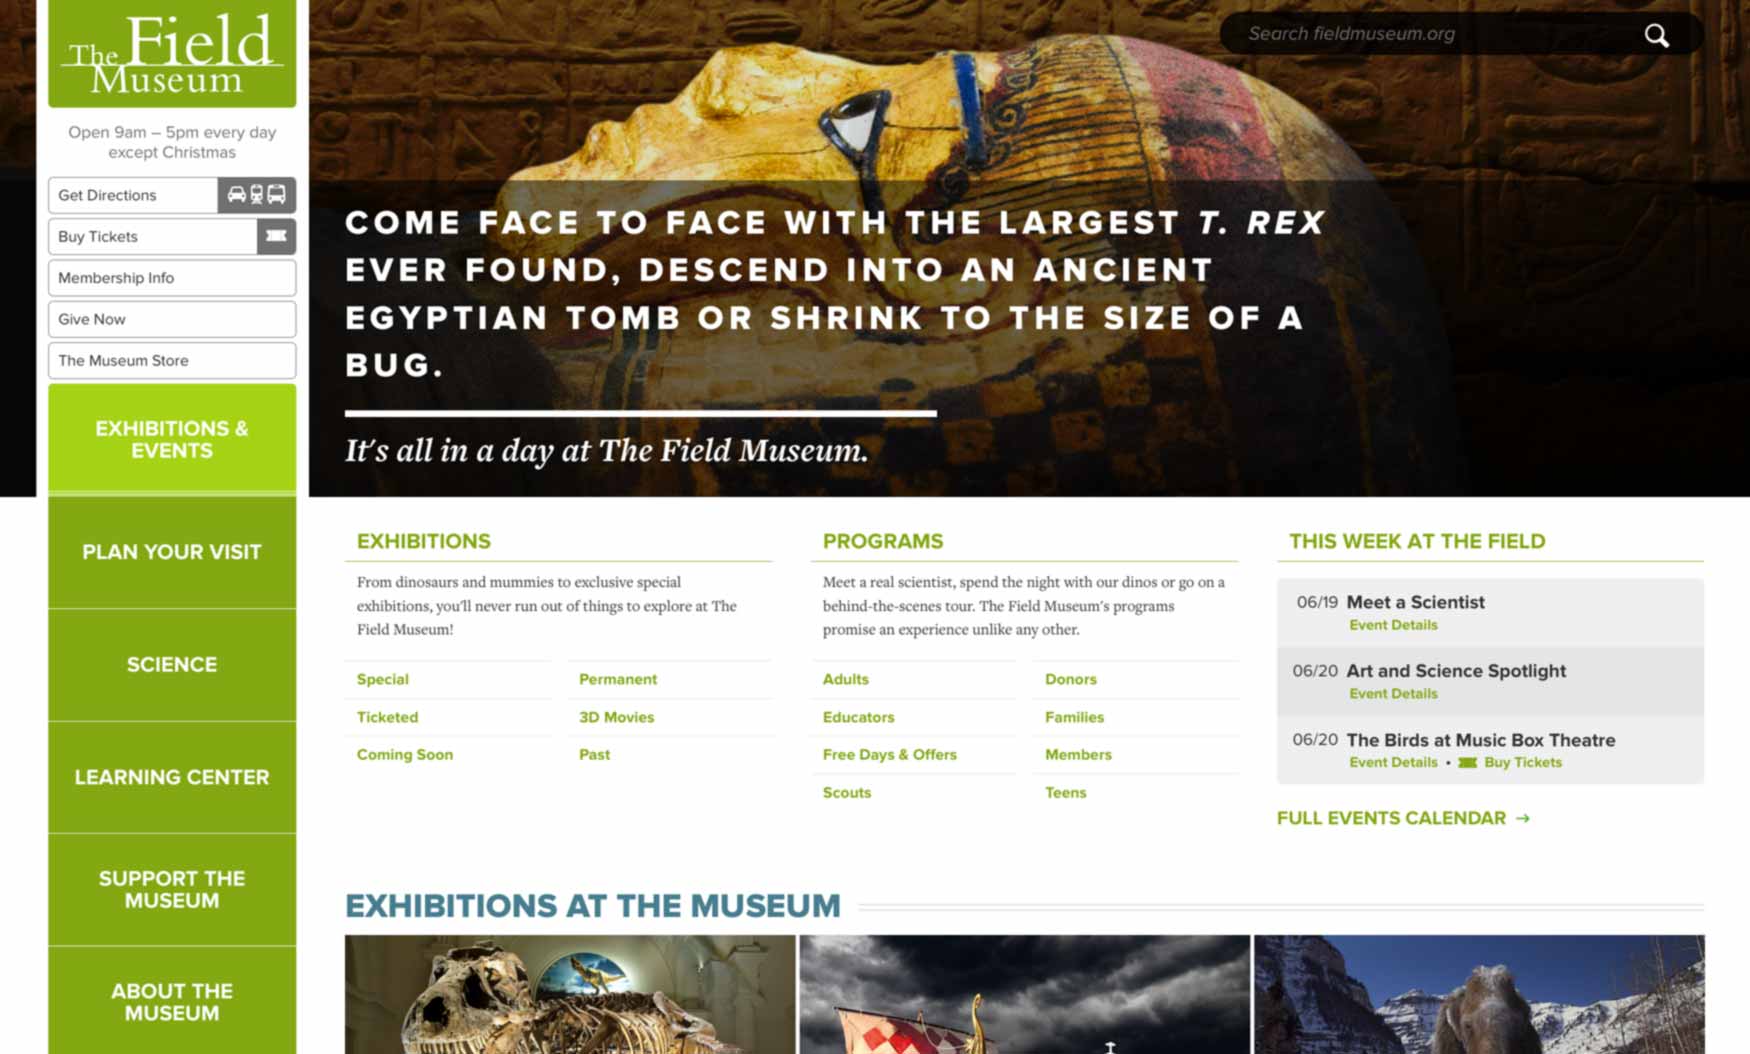 The Field
Museum
Open 9am – 5pm every day
except Christmas
Get Directions
Buy Tickets
Membership Info
Give Now
The Museum Store
EXHIBITIONS &
EVENTS
PLAN YOUR VISIT
SCIENCE
LEARNING CENTER
SUPPORT THE
MUSEUM
ABOUT THE
MUSEUM
Search fieldmuseum.org
COME FACE TO FACE WITH THE LARGEST T. REX
EVER FOUND, DESCEND INTO AN ANCIENT
EGYPTIAN TOMB OR SHRINK TO THE SIZE OF A
BUG.
It's all in a day at The Field Museum.
EXHIBITIONS
From dinosaurs and mummies to exclusive special
exhibitions, you'll never run out of things to explore at The
Field Museum!
Special
Permanent
Ticketed
3D Movies
Coming Soon
Past
PROGRAMS
Meet a real scientist, spend the night with our dinos or go on a
behind-the-scenes tour. The Field Museum's programs
promise an experience unlike any other.
Adults
Donors
Educators
Families
Free Days & Offers
Members
Scouts
Teens
THIS WEEK AT THE FIELD
06/19 Meet a Scientist
Event Details
06/20 Art and Science Spotlight
Event Details
06/20 The Birds at Music Box Theatre
Event Details • Buy Tickets
FULL EVENTS CALENDAR →
EXHIBITIONS AT THE MUSEUM